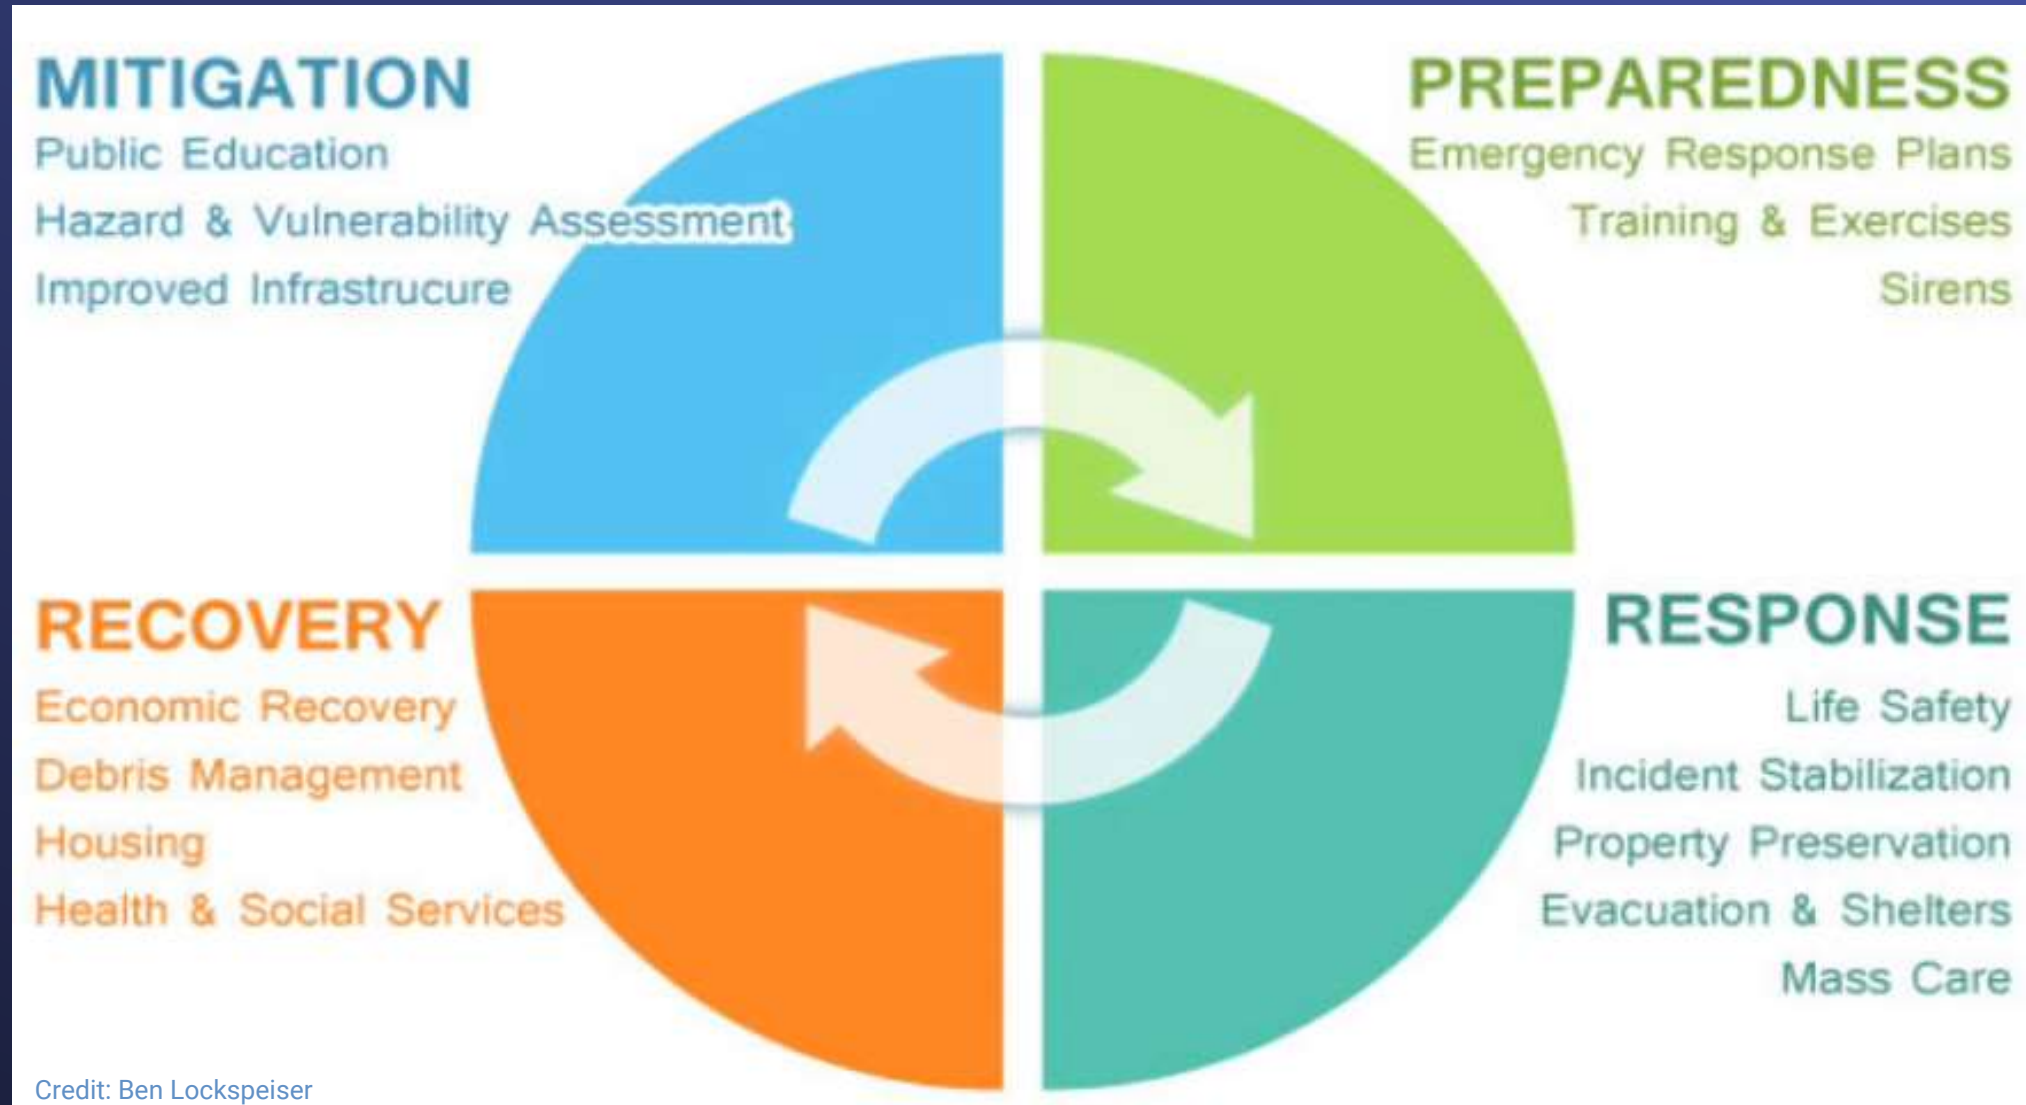 MITIGATION
Public Education
Hazard & Vulnerability Assessment
Improved Infrastrucure
PREPAREDNESS
Emergency Response Plans
Training & Exercises
Sirens
RECOVERY
Economic Recovery
Debris Management
Housing
Health & Social Services
RESPONSE
Life Safety
Incident Stabilization
Property Preservation
Evacuation & Shelters
Mass Care
Credit: Ben Lockspeiser